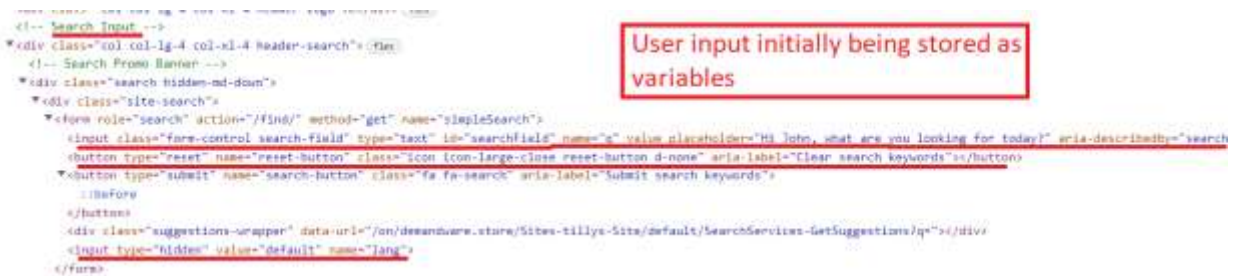 <!-- Search Input -->
▼<div class="col col-lg-4 col-xl-4 header-search"> flex
<!-- Search Promo Banner -->
▼<div class="search hidden-md-down">
▼<div class="site-search">
▼<form role="search" action="/find/" method="get" name="simpleSearch">
<input class="form-control search-field" type="text" id="searchfield" name="q" value placeholder="Hi John, what are you looking for today?" aria-describedby="search
<button type="reset" name="reset-button" class="icon icon-large-close reset-button d-none" aria-label="Clear search keywords"></button>
▼<button type="submit" name="search-button" class="fa fa-search" aria-label="Submit search keywords">
::before
</button>
<div class="suggestions-wrapper" data-url="/on/demandware.store/Sites-tillys-Site/default/SearchServices-GetSuggestions?q="></div>
<input type="hidden" value="default" name="lang">
</form>
User input initially being stored as
variables